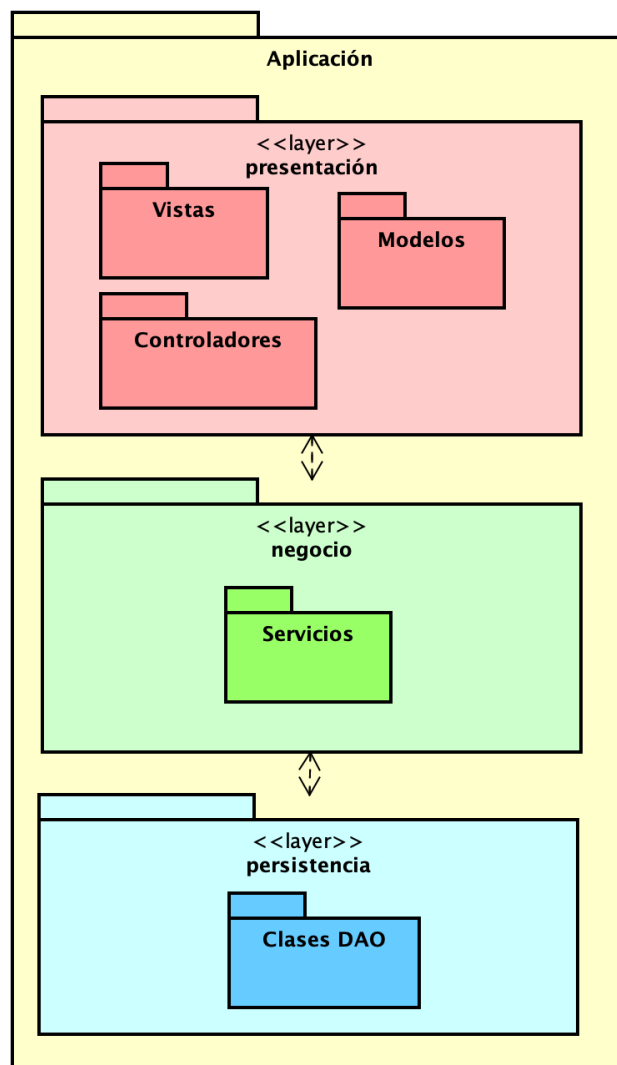 Aplicación
<<layer>>
presentación
Vistas
Modelos
Controladores
<<layer>>
negocio
Servicios
<<layer>>
persistencia
Clases DAO